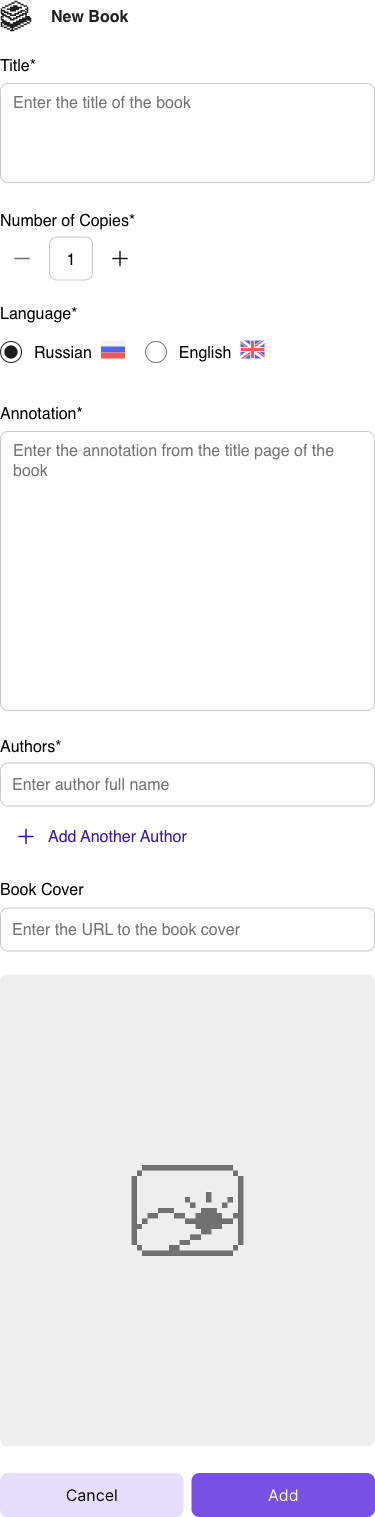 New Book
Title*
Enter the title of the book
Number of Copies*
1
Language*
Russian
English
Annotation*
Enter the annotation from the title page of the
book
Authors*
Enter author full name
Add Another Author
Book Cover
Enter the URL to the book cover
Cancel
Add